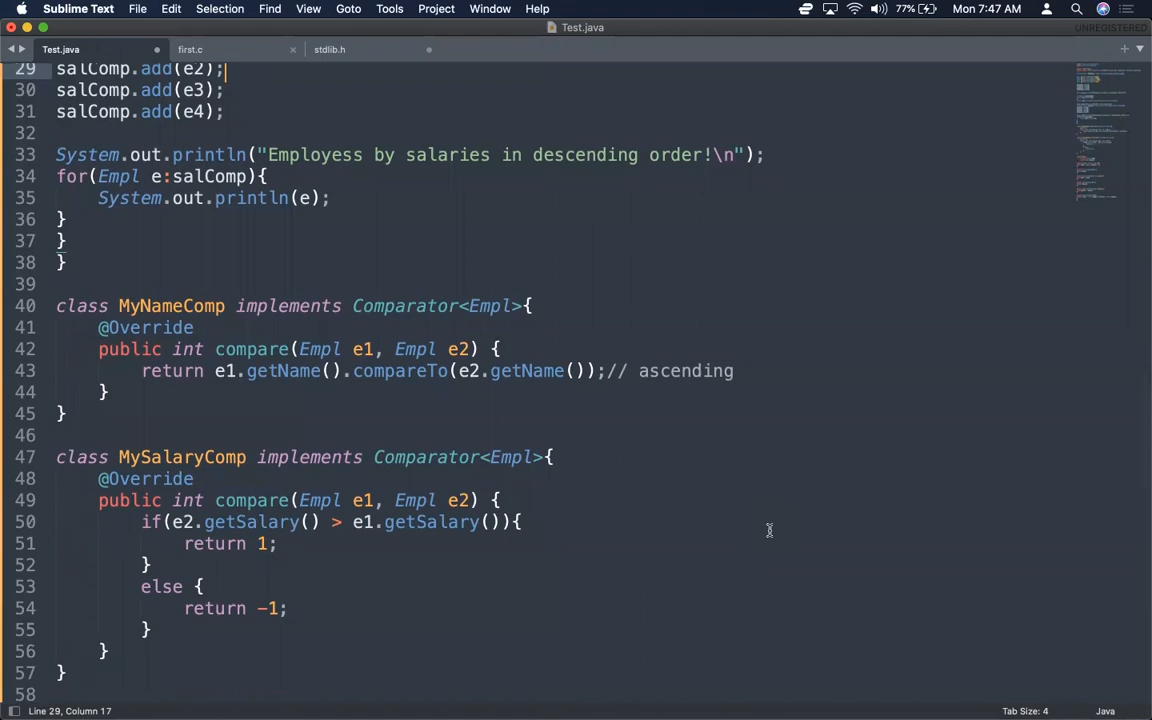 Sublime Text File Edit Selection Find View Goto Tools Project Window Help 77% Mon 7:47 AM
Test.java UNREGISTERED
Test.java first.c stdlib.h
29 salComp.add(e2);
30 salComp.add(e3);
31 salComp.add(e4);
32
33 System.out.println("Employess by salaries in descending order!\n");
34 for(Empl e:salComp){
35 System.out.println(e);
36 }
37 }
38 }
39
40 class MyNameComp implements Comparator<Empl>{
41 @Override
42 public int compare(Empl e1, Empl e2) {
43 return e1.getName().compareTo(e2.getName());// ascending
44 }
45 }
46
47 class MySalaryComp implements Comparator<Empl>{
48 @Override
49 public int compare(Empl e1, Empl e2) {
50 if(e2.getSalary() > e1.getSalary()){
51 return 1;
52 }
53 else {
54 return -1;
55 }
56 }
57 }
58
Line 29, Column 17 Tab Size: 4 Java